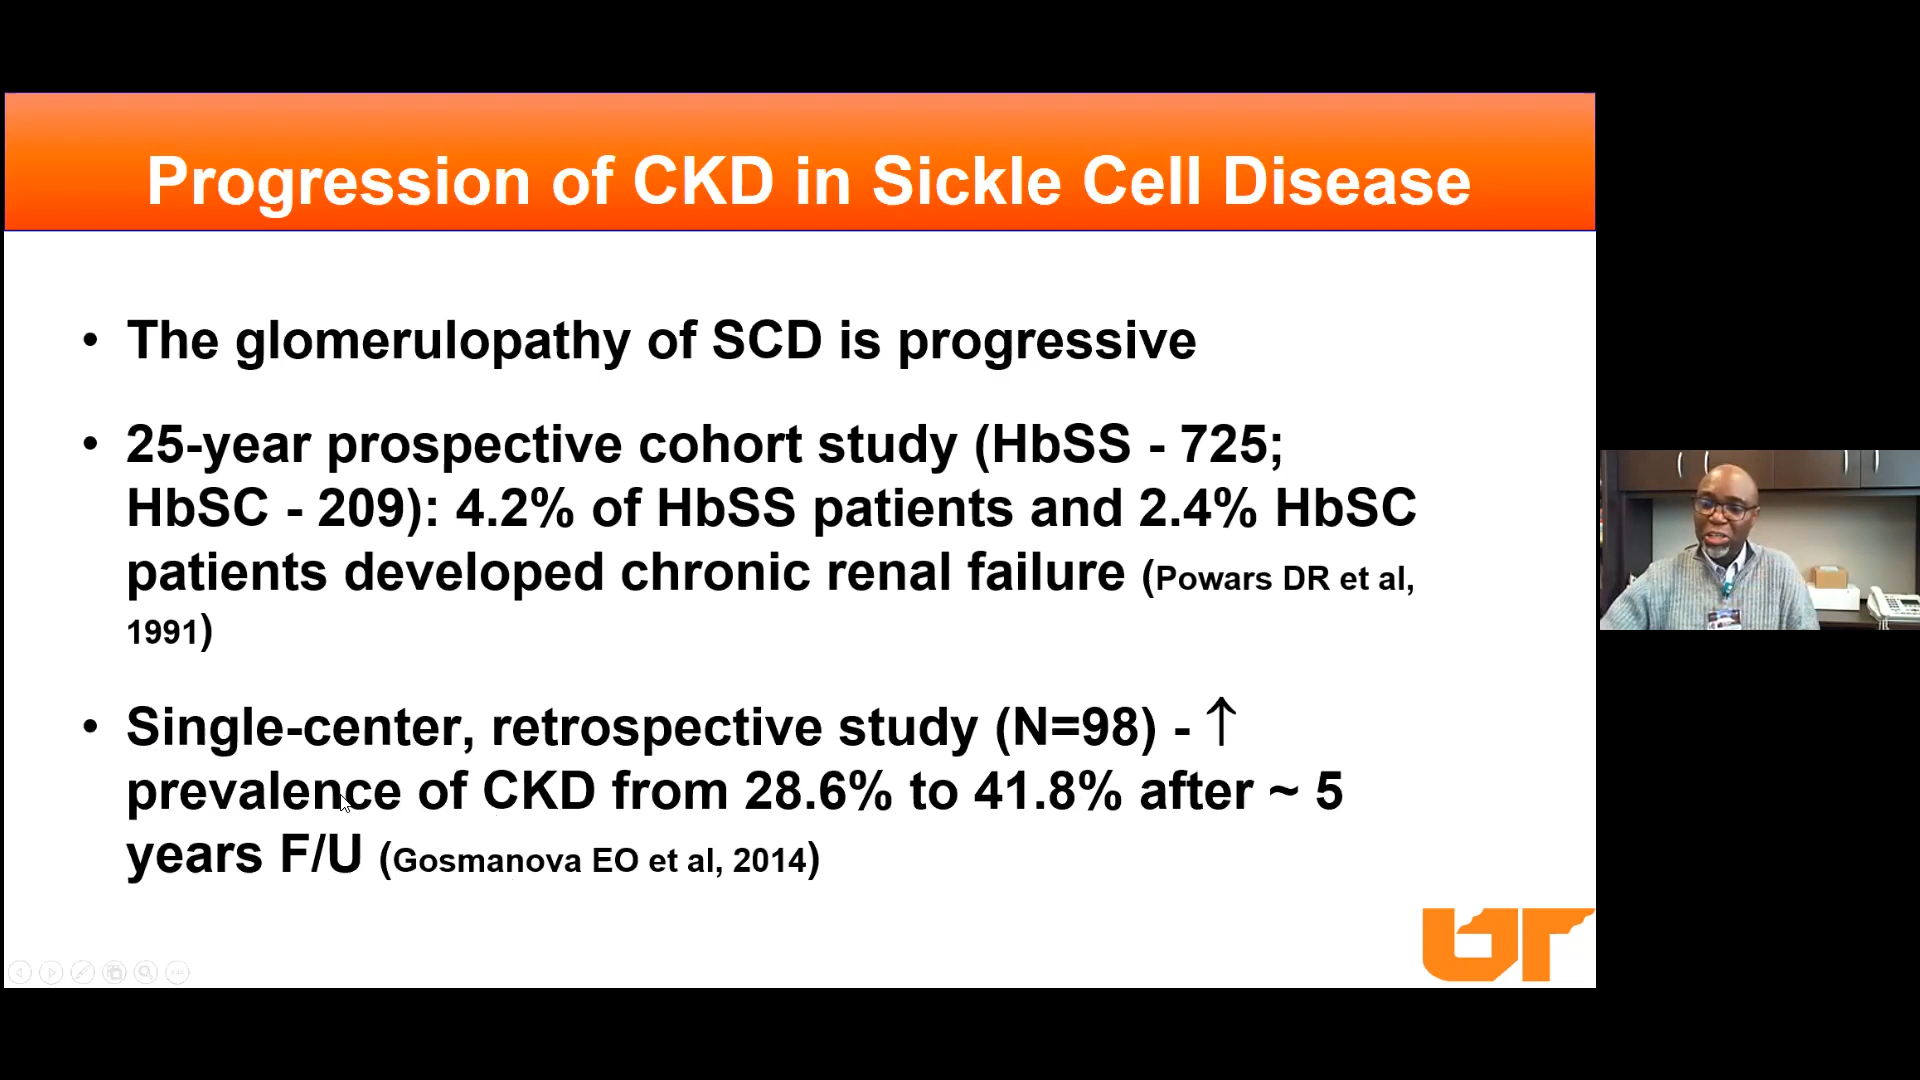 Progression of CKD in Sickle Cell Disease
• The glomerulopathy of SCD is progressive
• 25-year prospective cohort study (HbSS - 725;
HbSC - 209): 4.2% of HbSS patients and 2.4% HbSC
patients developed chronic renal failure (Powars DR et al,
1991)
• Single-center, retrospective study (N=98) - ↑
prevalence of CKD from 28.6% to 41.8% after ~ 5
years F/U (Gosmanova EO et al, 2014)
UT